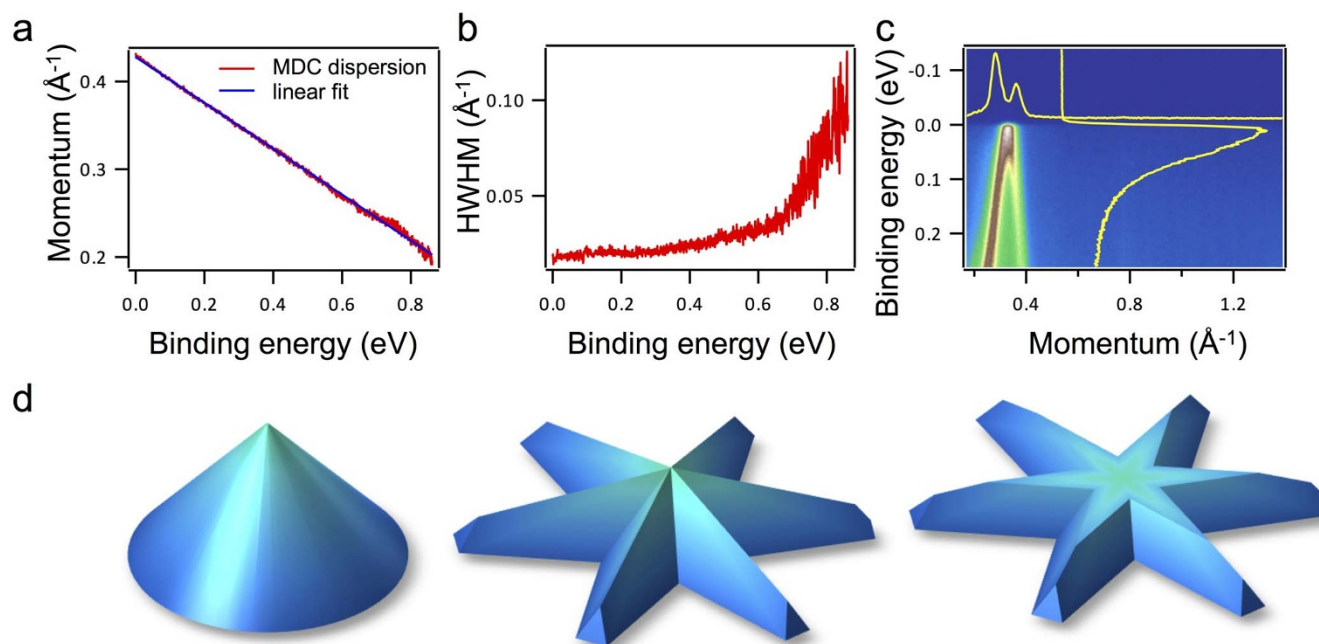 a
Momentum (Å⁻¹)
0.4
0.3
0.2
MDC dispersion
linear fit
0.0 0.2 0.4 0.6 0.8
Binding energy (eV)
b
HWHM (Å⁻¹)
0.10
0.05
0.0 0.2 0.4 0.6 0.8
Binding energy (eV)
c
Binding energy (eV)
-0.1
0.0
0.1
0.2
0.4 0.8 1.2
Momentum (Å⁻¹)
d